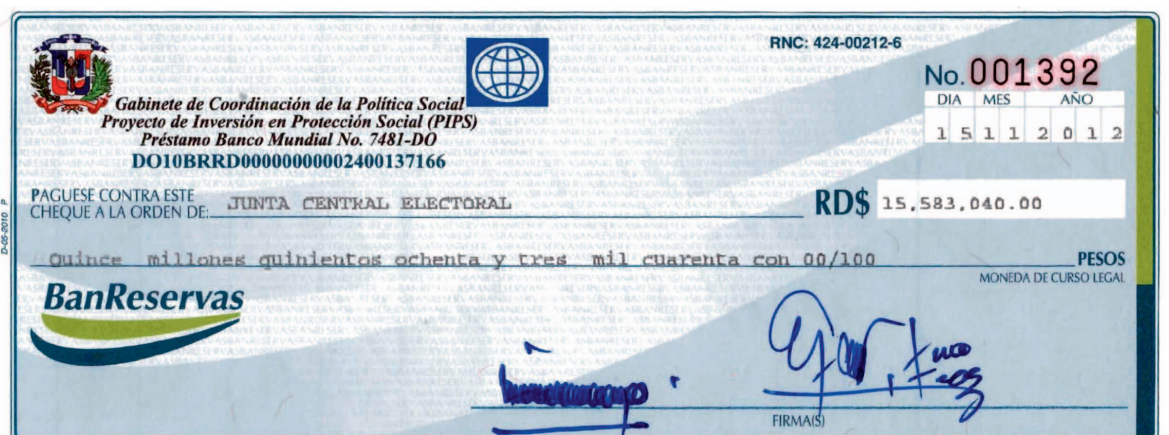 RNC: 424-00212-6
No. 001392
DIA MES AÑO
1 5 1 1 2 0 1 2
Gabinete de Coordinación de la Política Social
Proyecto de Inversión en Protección Social (PIPS)
Préstamo Banco Mundial No. 7481-DO
DO10BRRD00000000002400137166
PAGUESE CONTRA ESTE
CHEQUE A LA ORDEN DE: JUNTA CENTRAL ELECTORAL RD$ 15,583,040.00
Quince millones quinientos ochenta y tres mil cuarenta con 00/100 PESOS
MONEDA DE CURSO LEGAL
BanReservas
FIRMA(S)
D-05-2010 P